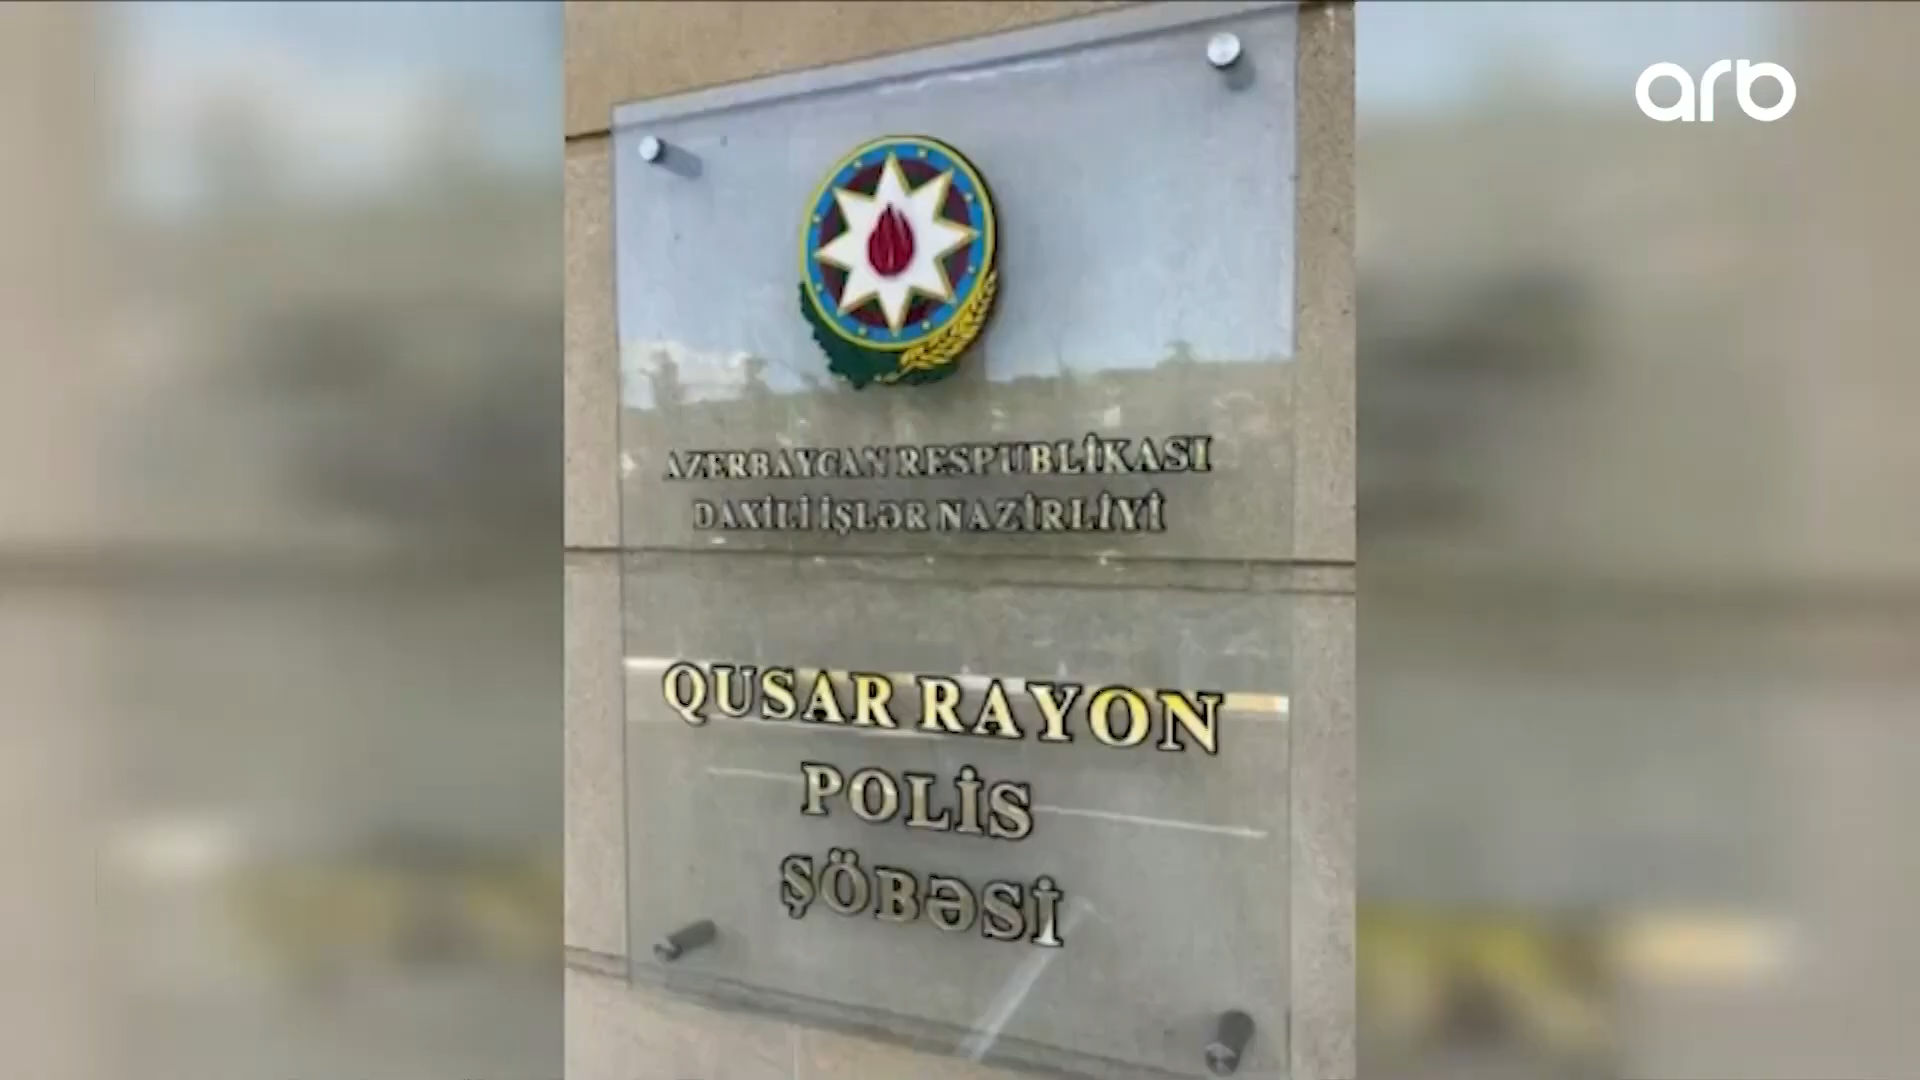 arb
AZERBAYCAN RESPUBLİKASI
DAXİLİ İŞLƏR NAZİRLİYİ
QUSAR RAYON
POLİS
ŞÖBƏSİ